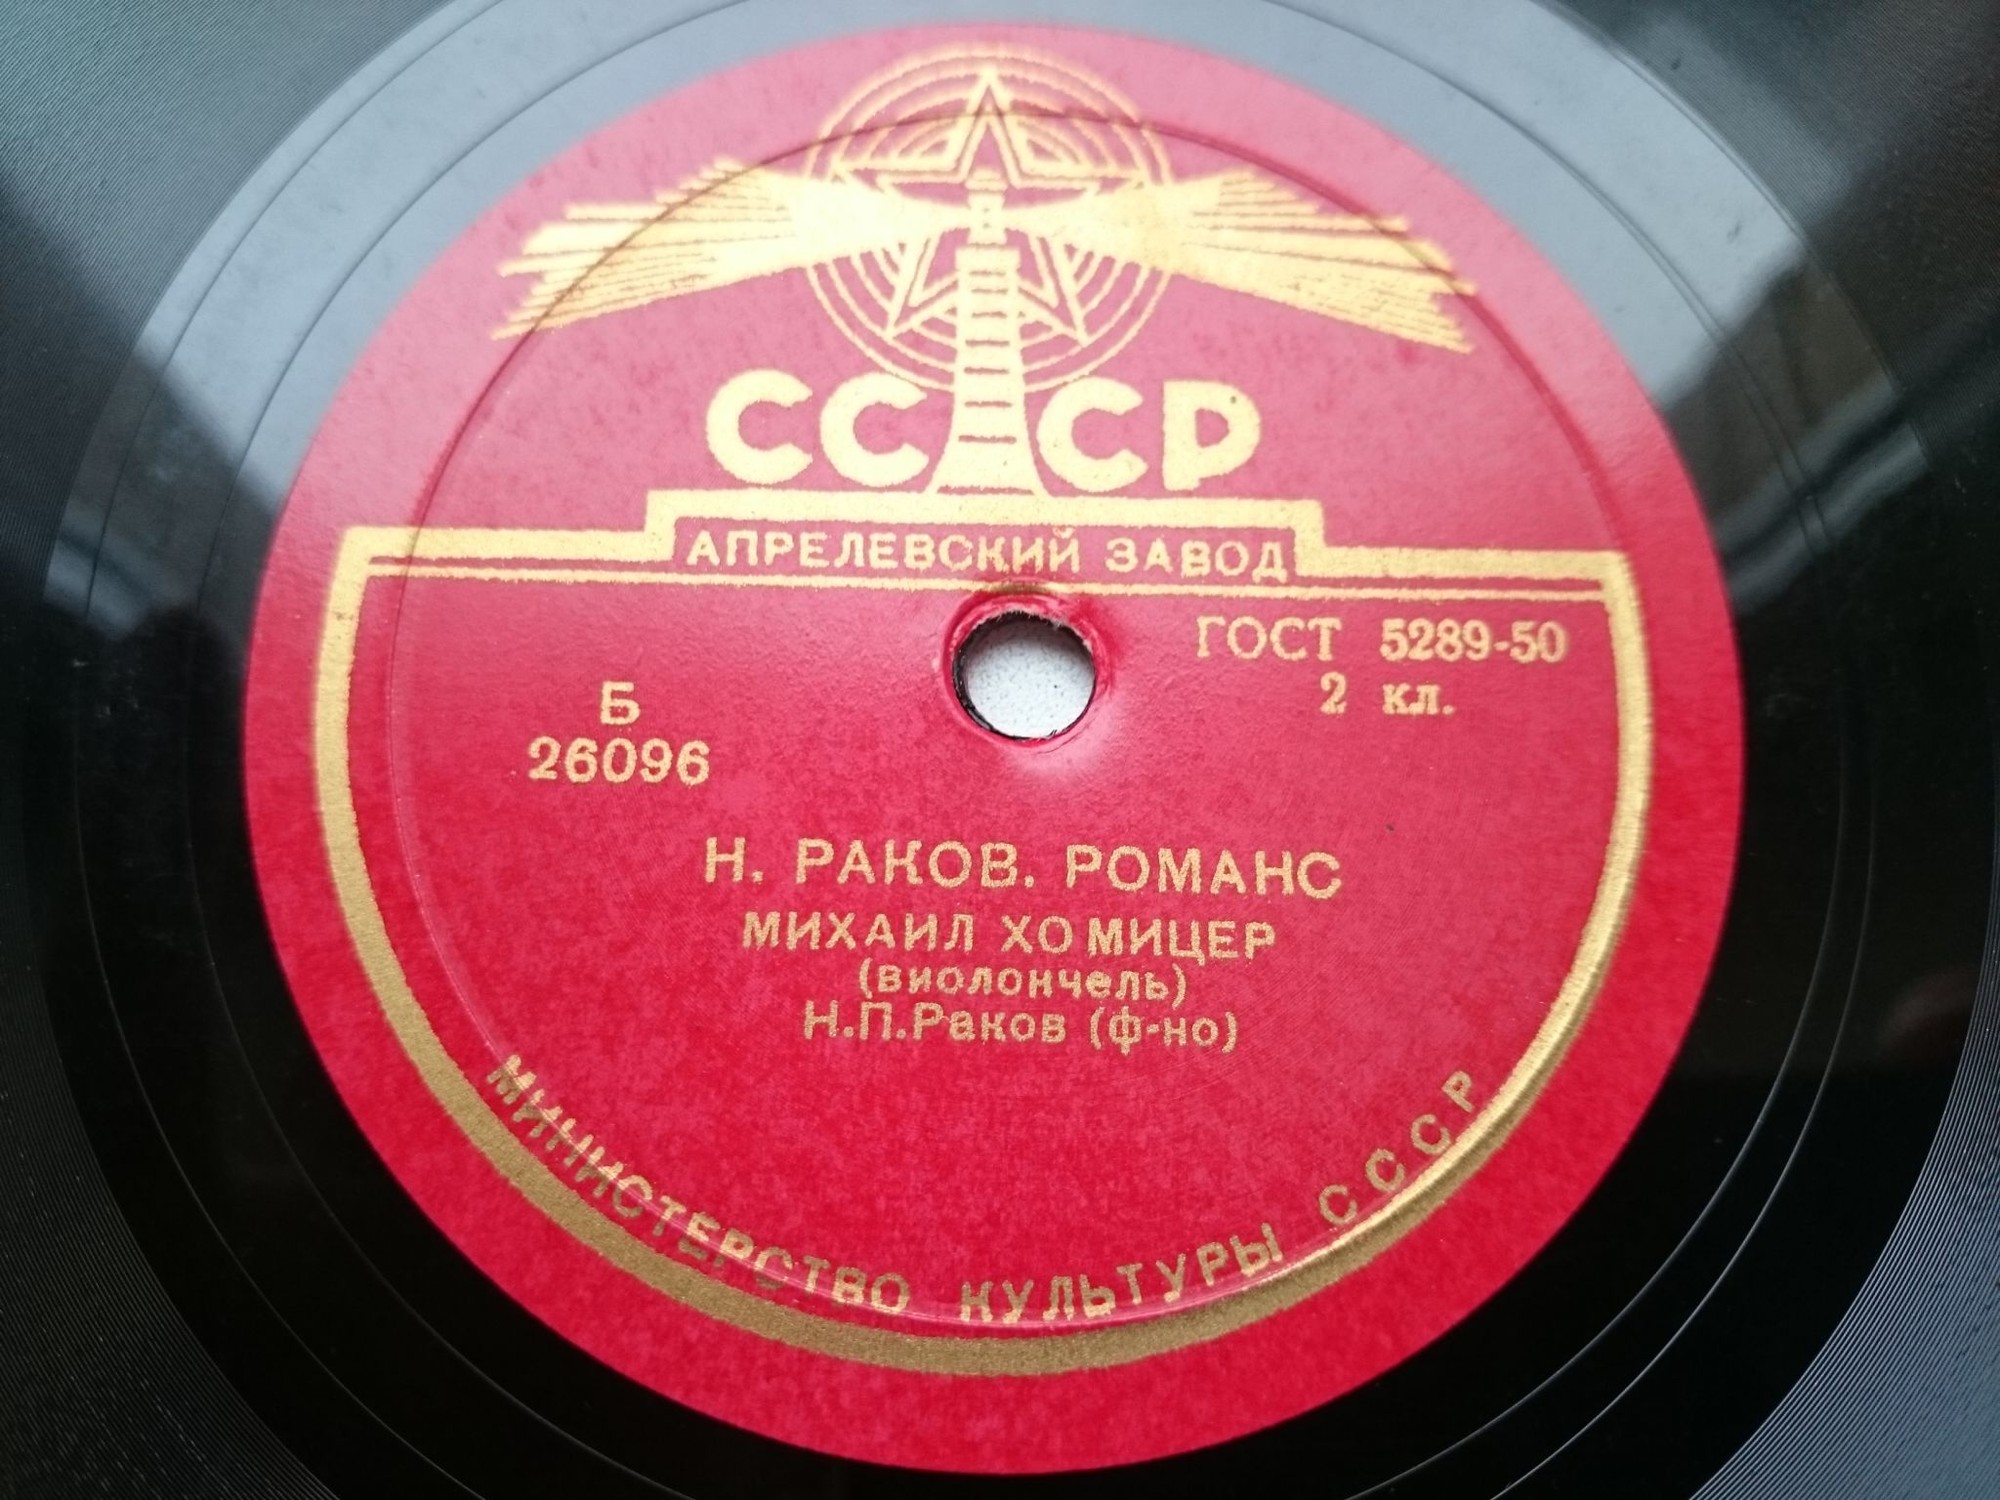 СССР
АПРЕЛЕВСКИЙ ЗАВОД
ГОСТ 5289-50
2 кл.
Б
26096
Н. РАКОВ. РОМАНС
МИХАИЛ ХОМИЦЕР
(виолончель)
Н.П.Раков (ф-но)
МИНИСТЕРСТВО КУЛЬТУРЫ СССР